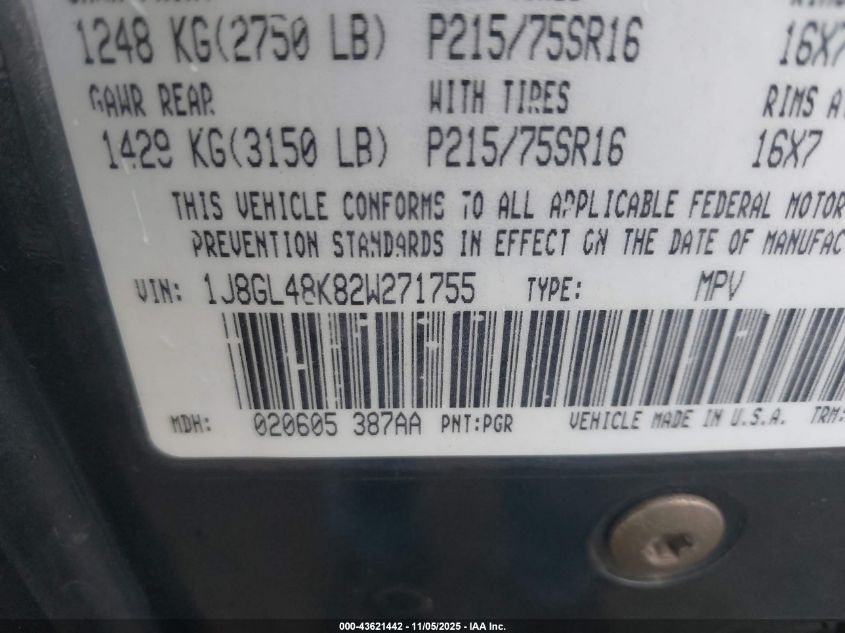 1248 KG(2750 LB) P215/75SR16 16X7
GAWR REAR WITH TIRES RIMS
1429 KG(3150 LB) P215/75SR16 16X7
THIS VEHICLE CONFORMS TO ALL APPLICABLE FEDERAL MOTOR
PREVENTION STANDARDS IN EFFECT ON THE DATE OF MANUFAC
VIN: 1J8GL48K82W271755 TYPE: MPV
MDH: 020605 387AA PNT:PGR VEHICLE MADE IN U.S.A. TRM:
000-43621442 - 11/05/2025 - IAA Inc.